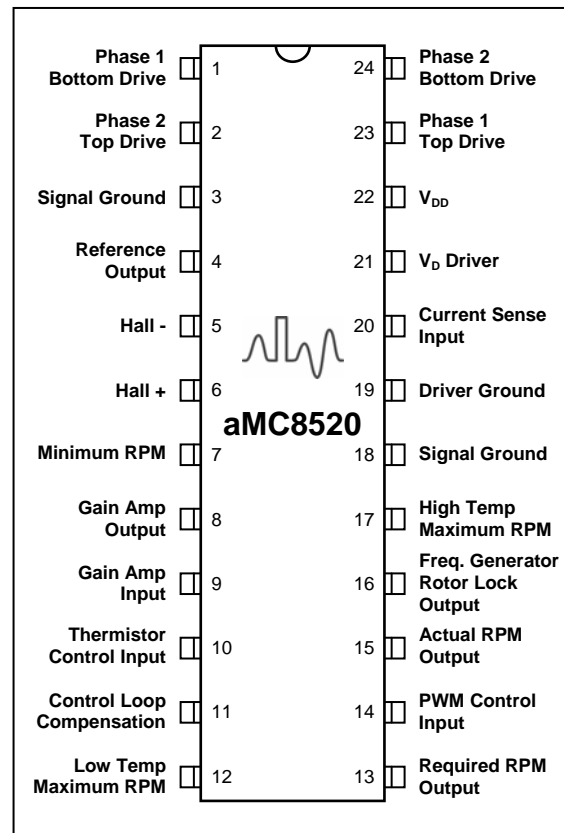 Phase 1
Bottom Drive
1
24
Phase 2
Bottom Drive
Phase 2
Top Drive
2
23
Phase 1
Top Drive
Signal Ground
3
22
VDD
Reference
Output
4
21
VD Driver
Hall -
5
20
Current Sense
Input
Hall +
6
19
Driver Ground
aMC8520
Minimum RPM
7
18
Signal Ground
Gain Amp
Output
8
17
High Temp
Maximum RPM
Gain Amp
Input
9
16
Freq. Generator
Rotor Lock
Output
Thermistor
Control Input
10
15
Actual RPM
Output
Control Loop
Compensation
11
14
PWM Control
Input
Low Temp
Maximum RPM
12
13
Required RPM
Output